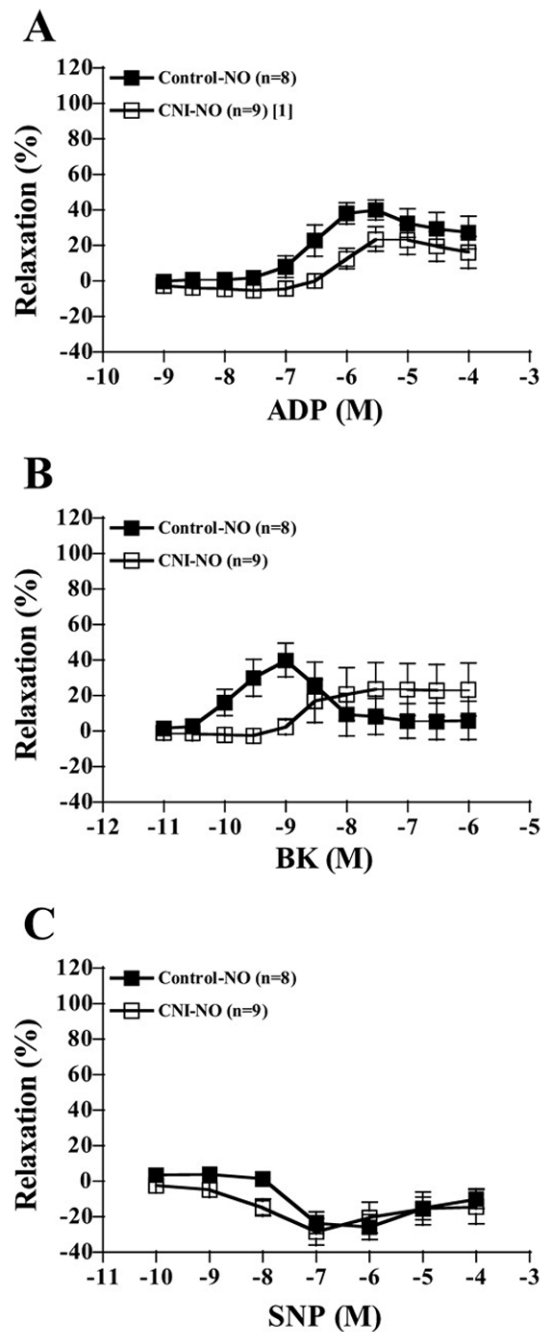 A
120
100
80
60
40
20
0
-20
-40
Relaxation (%)
Control-NO (n=8)
CNI-NO (n=9) [1]
-10 -9 -8 -7 -6 -5 -4 -3
ADP (M)
B
120
100
80
60
40
20
0
-20
-40
Relaxation (%)
Control-NO (n=8)
CNI-NO (n=9)
-12 -11 -10 -9 -8 -7 -6 -5
BK (M)
C
120
100
80
60
40
20
0
-20
-40
Relaxation (%)
Control-NO (n=8)
CNI-NO (n=9)
-11 -10 -9 -8 -7 -6 -5 -4 -3
SNP (M)